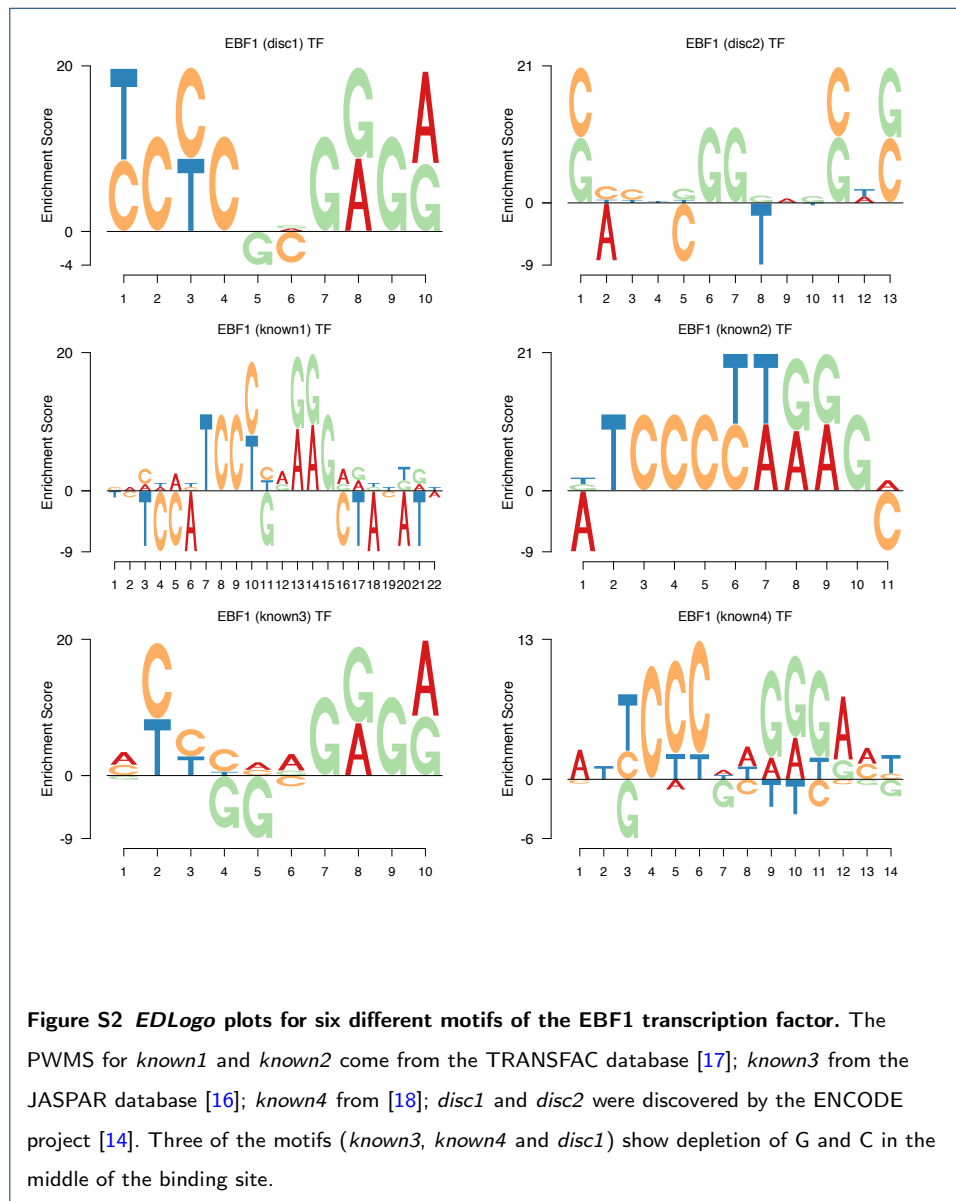 EBF1 (disc1) TF
20
0
-4
Enrichment Score
1 2 3 4 5 6 7 8 9 10
EBF1 (disc2) TF
21
0
-9
Enrichment Score
1 2 3 4 5 6 7 8 9 10 11 12 13
EBF1 (known1) TF
20
0
-9
Enrichment Score
1 2 3 4 5 6 7 8 9 10 11 12 13 14 15 16 17 18 19 20 21 22
EBF1 (known2) TF
21
0
-9
Enrichment Score
1 2 3 4 5 6 7 8 9 10 11
EBF1 (known3) TF
20
0
-9
Enrichment Score
1 2 3 4 5 6 7 8 9 10
EBF1 (known4) TF
13
0
-6
Enrichment Score
1 2 3 4 5 6 7 8 9 10 11 12 13 14
Figure S2 EDLogo plots for six different motifs of the EBF1 transcription factor. The
PWMS for known1 and known2 come from the TRANSFAC database [17]; known3 from the
JASPAR database [16]; known4 from [18]; disc1 and disc2 were discovered by the ENCODE
project [14]. Three of the motifs (known3, known4 and disc1) show depletion of G and C in the
middle of the binding site.